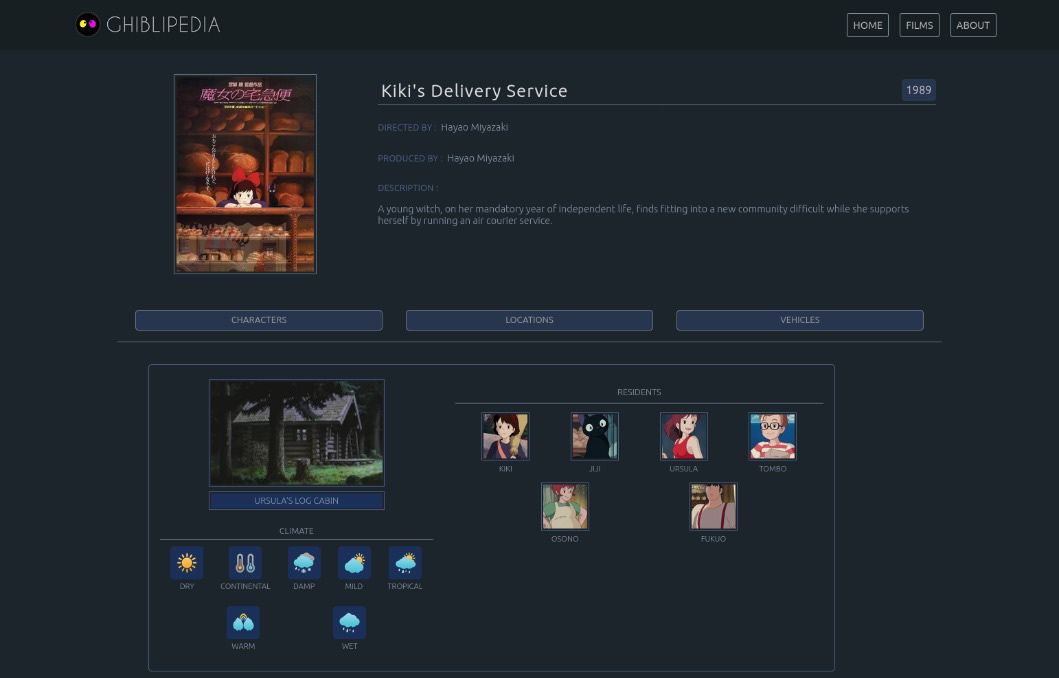 GHIBLIPEDIA
HOME
FILMS
ABOUT
魔女の宅急便
Kiki's Delivery Service
1989
DIRECTED BY : Hayao Miyazaki
PRODUCED BY : Hayao Miyazaki
DESCRIPTION :
A young witch, on her mandatory year of independent life, finds fitting into a new community difficult while she supports
herself by running an air courier service.
CHARACTERS
LOCATIONS
VEHICLES
URSULA'S LOG CABIN
CLIMATE
DRY
CONTINENTAL
DAMP
MILD
TROPICAL
WARM
WET
RESIDENTS
KIKI
JIJI
URSULA
TOMBO
OSONO
FUKUO